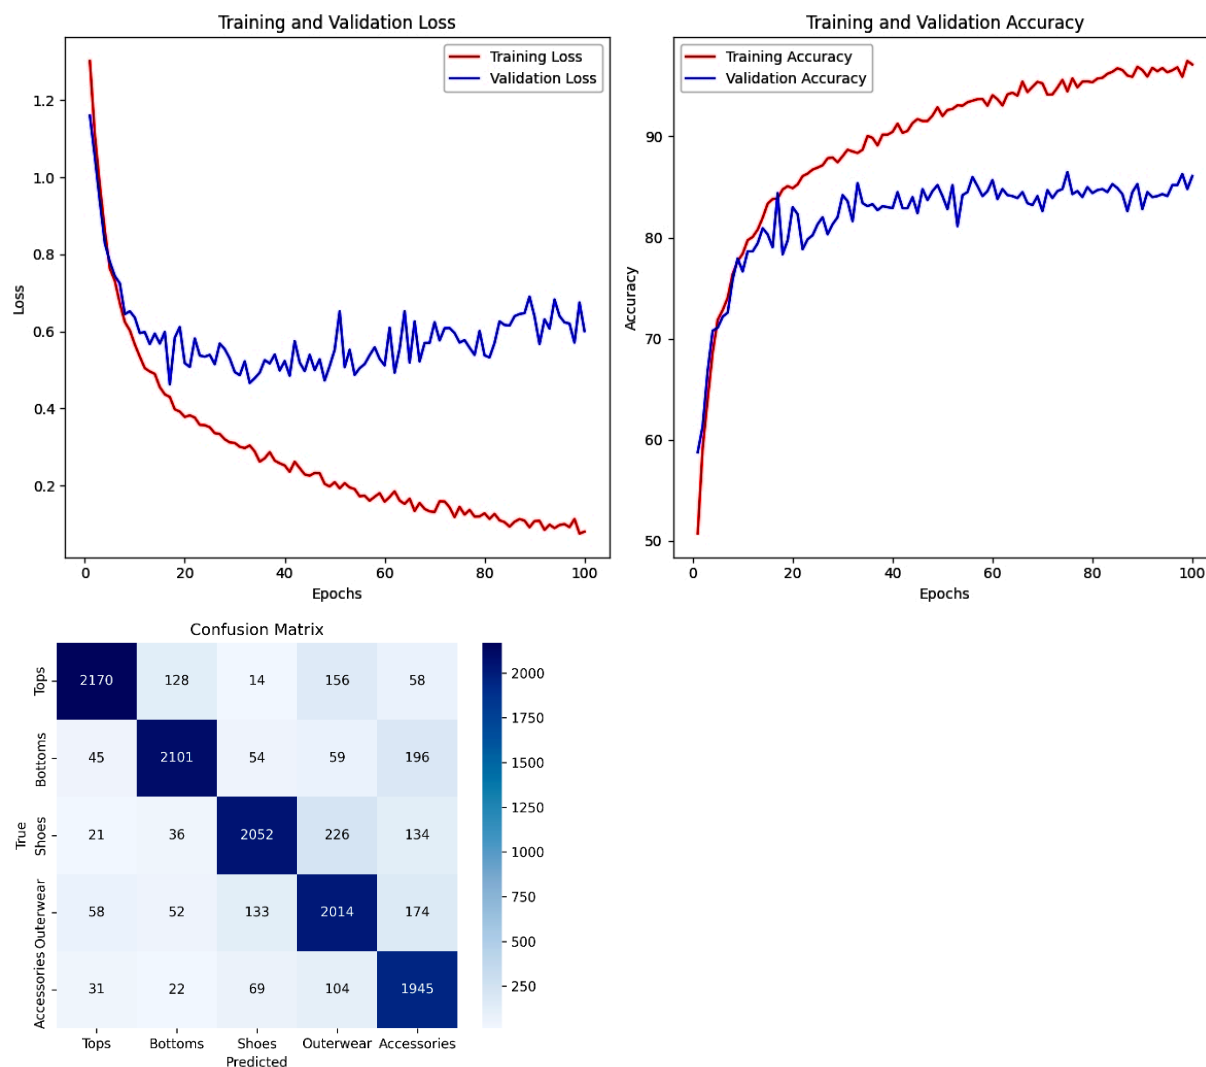 Training and Validation Loss
Training Loss
Validation Loss
1.2
1.0
0.8
0.6
0.4
0.2
Loss
0 20 40 60 80 100
Epochs
Training and Validation Accuracy
Training Accuracy
Validation Accuracy
90
80
70
60
50
Accuracy
0 20 40 60 80 100
Epochs
Confusion Matrix
True
Tops 2170 128 14 156 58
Bottoms 45 2101 54 59 196
Shoes 21 36 2052 226 134
Outerwear 58 52 133 2014 174
Accessories 31 22 69 104 1945
Tops Bottoms Shoes Outerwear Accessories
Predicted
2000
1750
1500
1250
1000
750
500
250